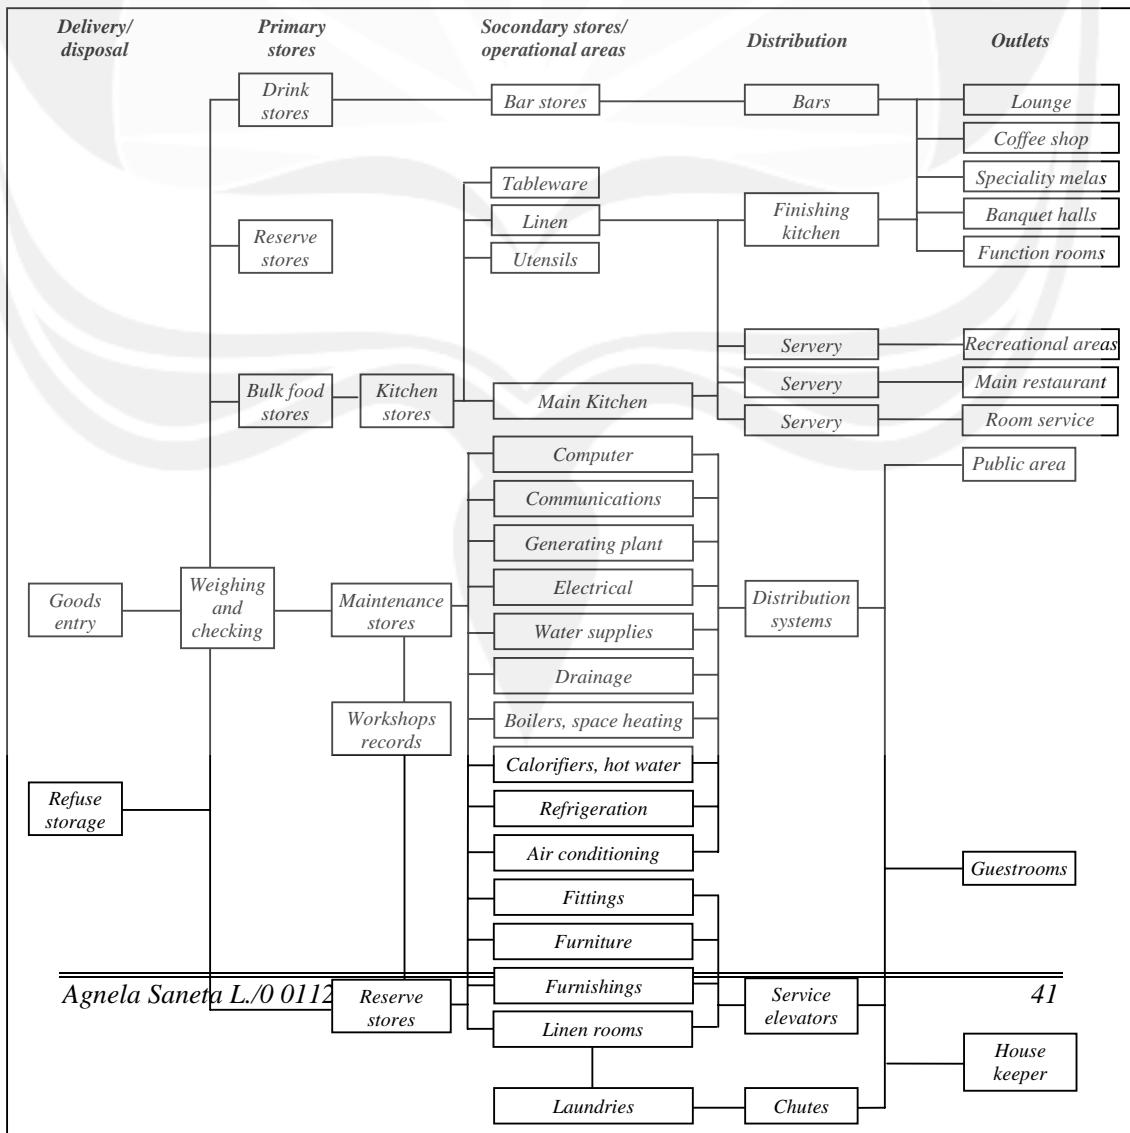 Delivery/
disposal
Primary
stores
Socondary stores/
operational areas
Distribution
Outlets
Drink
stores
Bar stores
Bars
Lounge
Coffee shop
Tableware
Speciality melas
Linen
Finishing
kitchen
Banquet halls
Reserve
stores
Utensils
Function rooms
Servery
Recreational areas
Bulk food
stores
Kitchen
stores
Main Kitchen
Servery
Main restaurant
Servery
Room service
Computer
Public area
Communications
Generating plant
Goods
entry
Weighing
and
checking
Maintenance
stores
Electrical
Distribution
systems
Water supplies
Drainage
Workshops
records
Boilers, space heating
Calorifiers, hot water
Refuse
storage
Refrigeration
Air conditioning
Guestrooms
Fittings
Furniture
Agnela Saneta L./0 0112
Reserve
stores
Furnishings
Service
elevators
41
Linen rooms
House
keeper
Laundries
Chutes